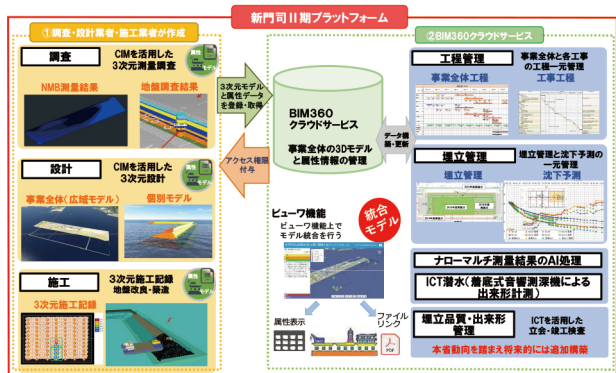 新門司Ⅱ期プラットフォーム
①調査・設計業者・施工業者が作成
調査
CIMを活用した
3次元測量調査
属性
モデル
NMB測量結果
地盤調査結果
設計
CIMを活用した
3次元設計
属性
モデル
事業全体(広域モデル)
個別モデル
施工
3次元施工記録
地盤改良・築造
属性
モデル
3次元施工記録
3次元モデル
と属性データ
を登録・取得
アクセス権限
付与
BIM360
クラウドサービス
事業全体の3Dモデル
と属性情報の管理
データ構
築・更新
ビューワ機能
ビューワ機能上で
モデル統合を行う
統合
モデル
属性表示
ファイル
リンク
PDF
②BIM360クラウドサービス
工程管理
事業全体と各工事
の工程一元管理
事業全体工程
工事工程
埋立管理
埋立管理と沈下予測の
一元管理
埋立管理
沈下予測
ナローマルチ測量結果のAI処理
ICT潜水(着底式音響測深機による
出来形計測)
埋立品質・出来形
管理
ICTを活用した
立会・竣工検査
本省動向を踏まえ将来的には追加構築